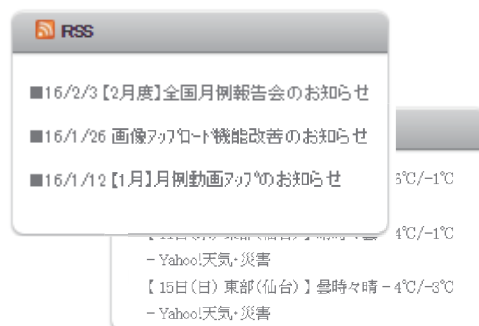 RSS
■16/2/3【2月度】全国月例報告会のお知らせ
■16/1/26 画像アップロード機能改善のお知らせ
■16/1/12【1月】月例動画アップのお知らせ
℃/-1℃
4℃/-1℃
- Yahoo!天気・災害
【 15日(日) 東部(仙台) 】 曇時々晴 - 4℃/-3℃
- Yahoo!天気・災害